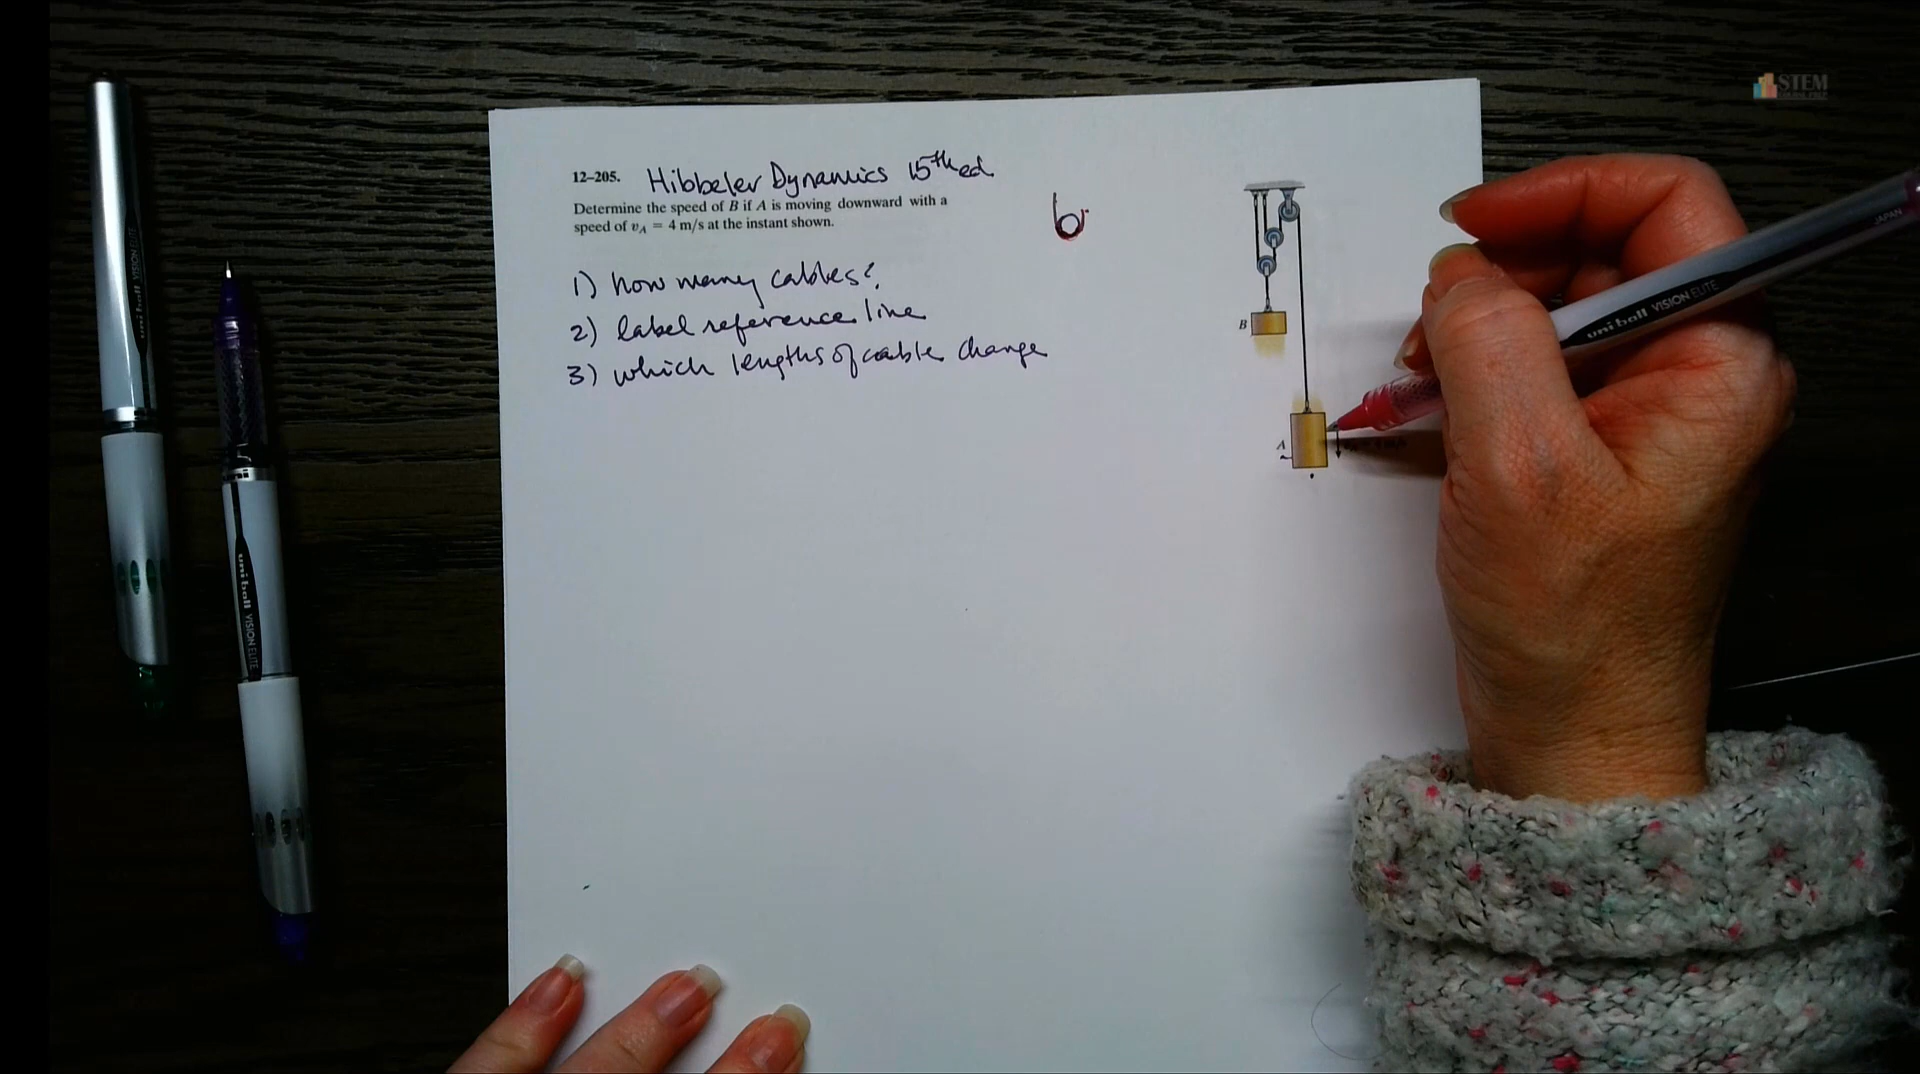 STEM
12–205. Hibbeler Dynamics 15th ed
Determine the speed of B if A is moving downward with a
speed of vA = 4 m/s at the instant shown.
1) how many cables?
2) label reference line
3) which lengths of cable change
B
A
uni-ball VISION ELITE
JAPAN
uni-ball VISION ELITE
VISION ELITE